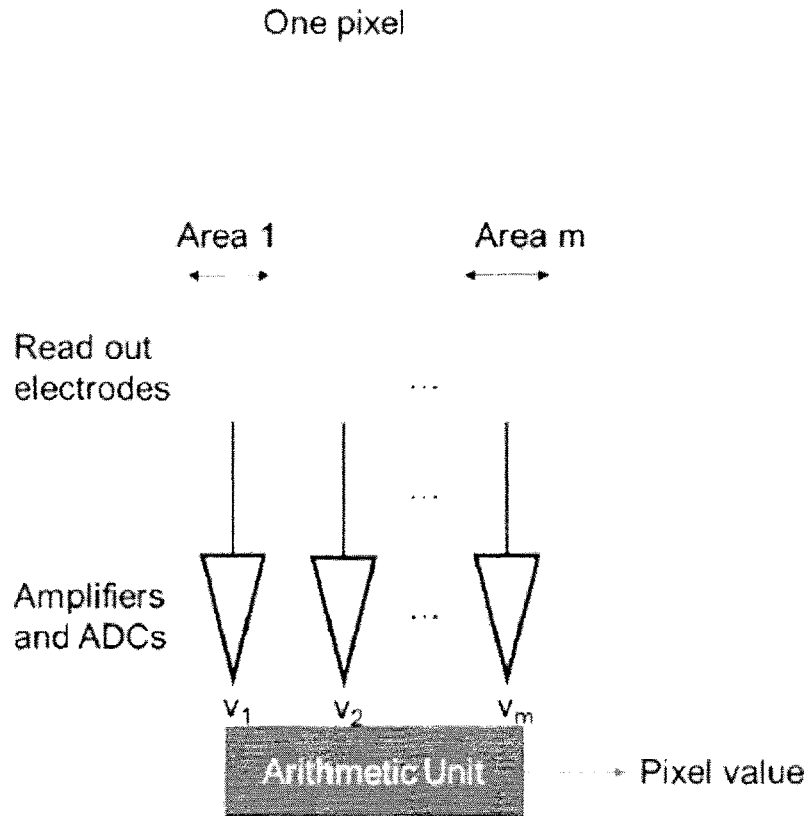 One pixel
Area 1
Area m
Read out
electrodes
...
...
Amplifiers
and ADCs
...
v₁
v₂
vₘ
Arithmetic Unit
Pixel value